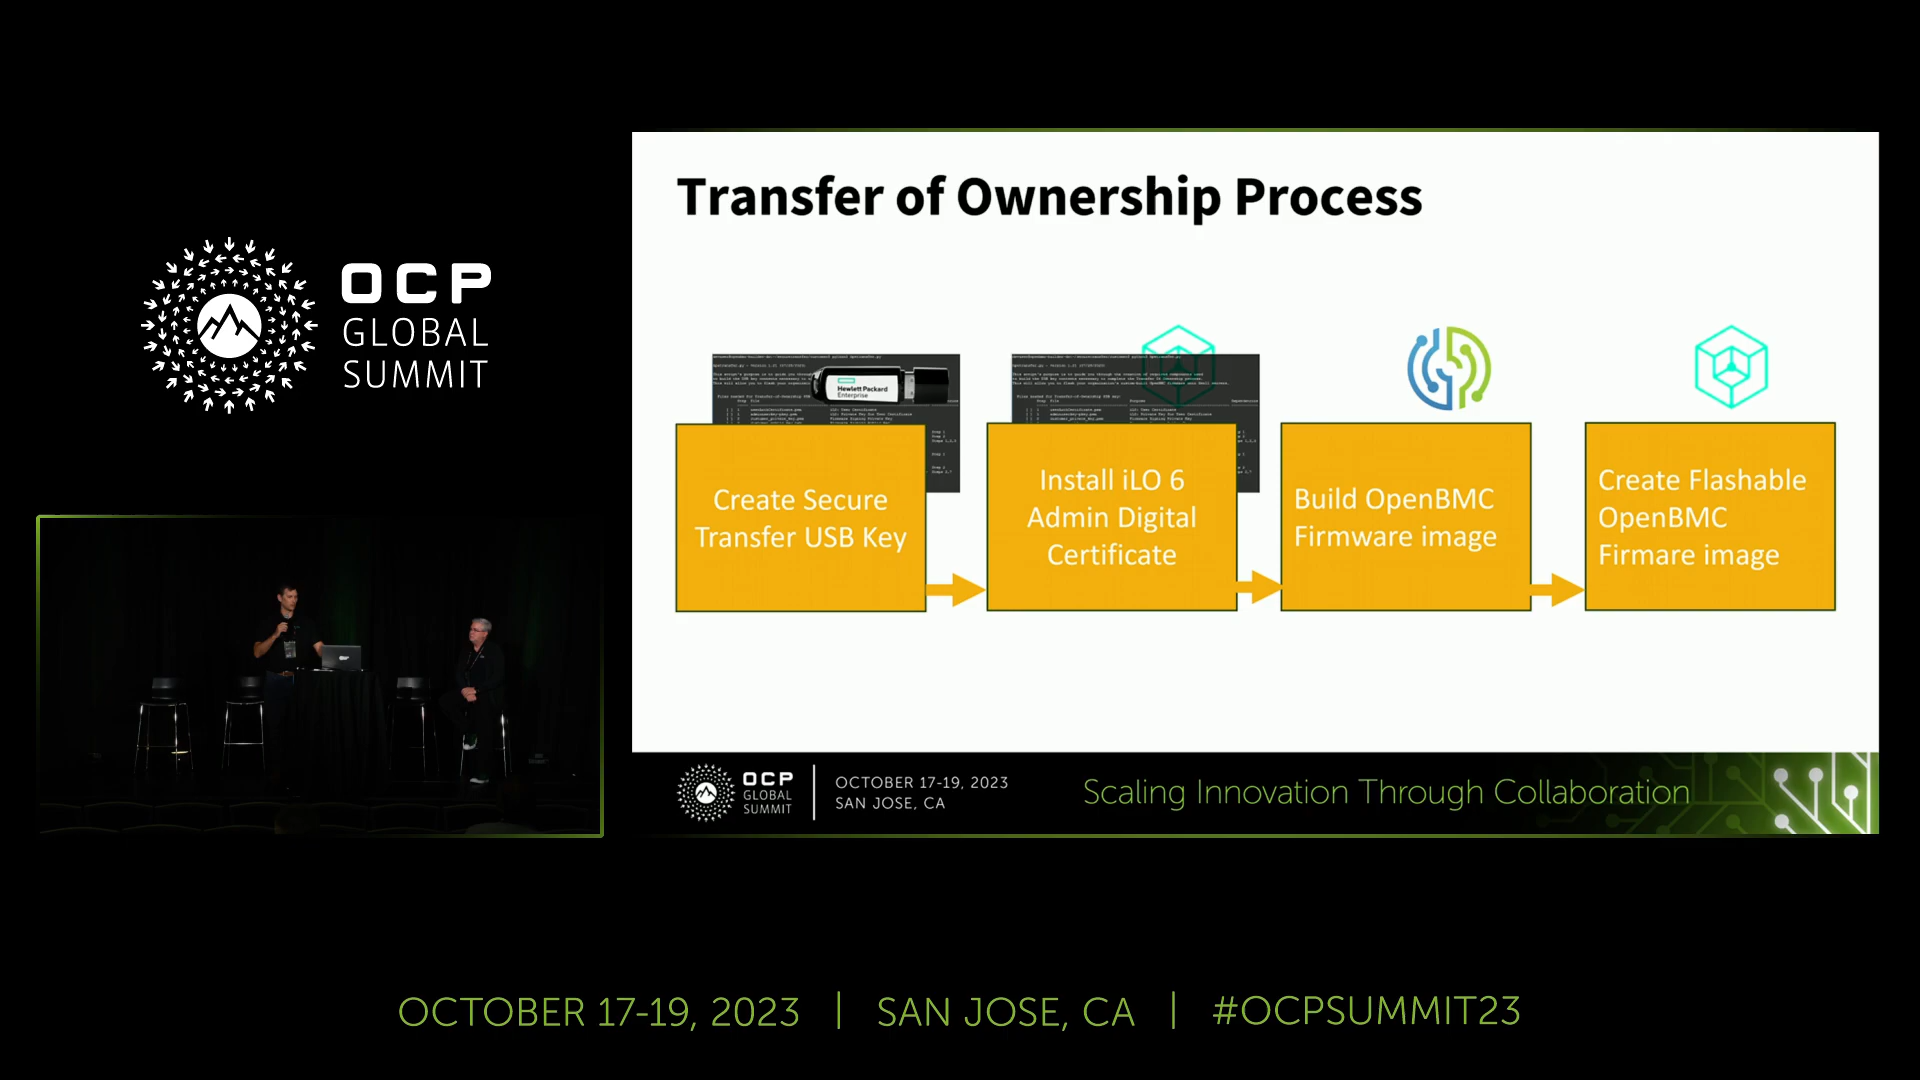 OCP
GLOBAL
SUMMIT
Transfer of Ownership Process
Hewlett Packard
Enterprise
Create Secure
Transfer USB Key
Install iLO 6
Admin Digital
Certificate
Build OpenBMC
Firmware image
Create Flashable
OpenBMC
Firmare image
OCP
GLOBAL
SUMMIT
OCTOBER 17-19, 2023
SAN JOSE, CA
Scaling Innovation Through Collaboration
OCTOBER 17-19, 2023 | SAN JOSE, CA | #OCPSUMMIT23